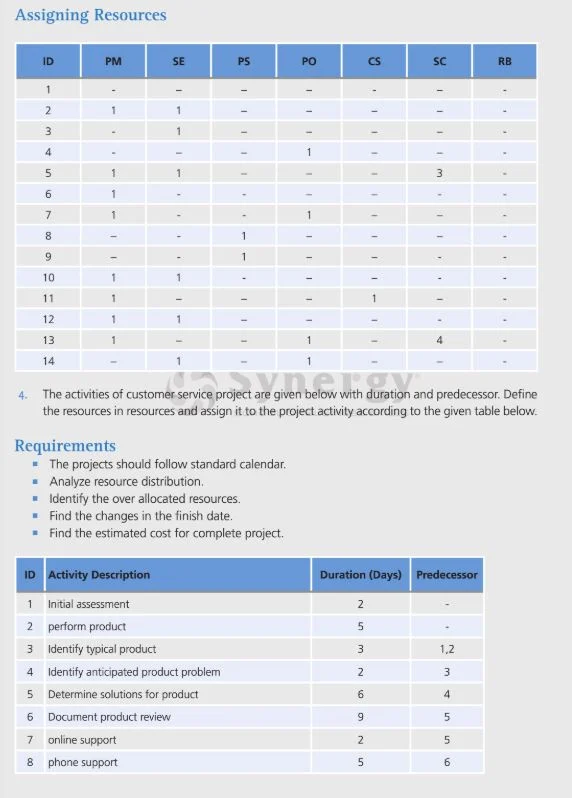 Assigning Resources
ID PM SE PS PO CS SC RB
1 - – – – - – -
2 1 1 – – – – -
3 - 1 – – – – -
4 - – – 1 – – -
5 1 1 – – – 3 -
6 1 - - – – - -
7 1 - - 1 – – -
8 – - 1 – – – -
9 – - 1 – – - -
10 1 1 - – – – -
11 1 – – – 1 – -
12 1 1 – – – - -
13 1 – – 1 – 4 -
14 – 1 – 1 – – -
Synergy
4. The activities of customer service project are given below with duration and predecessor. Define
the resources in resources and assign it to the project activity according to the given table below.
Requirements
▪ The projects should follow standard calendar.
▪ Analyze resource distribution.
▪ Identify the over allocated resources.
▪ Find the changes in the finish date.
▪ Find the estimated cost for complete project.
ID Activity Description Duration (Days) Predecessor
1 Initial assessment 2 -
2 perform product 5 -
3 Identify typical product 3 1,2
4 Identify anticipated product problem 2 3
5 Determine solutions for product 6 4
6 Document product review 9 5
7 online support 2 5
8 phone support 5 6